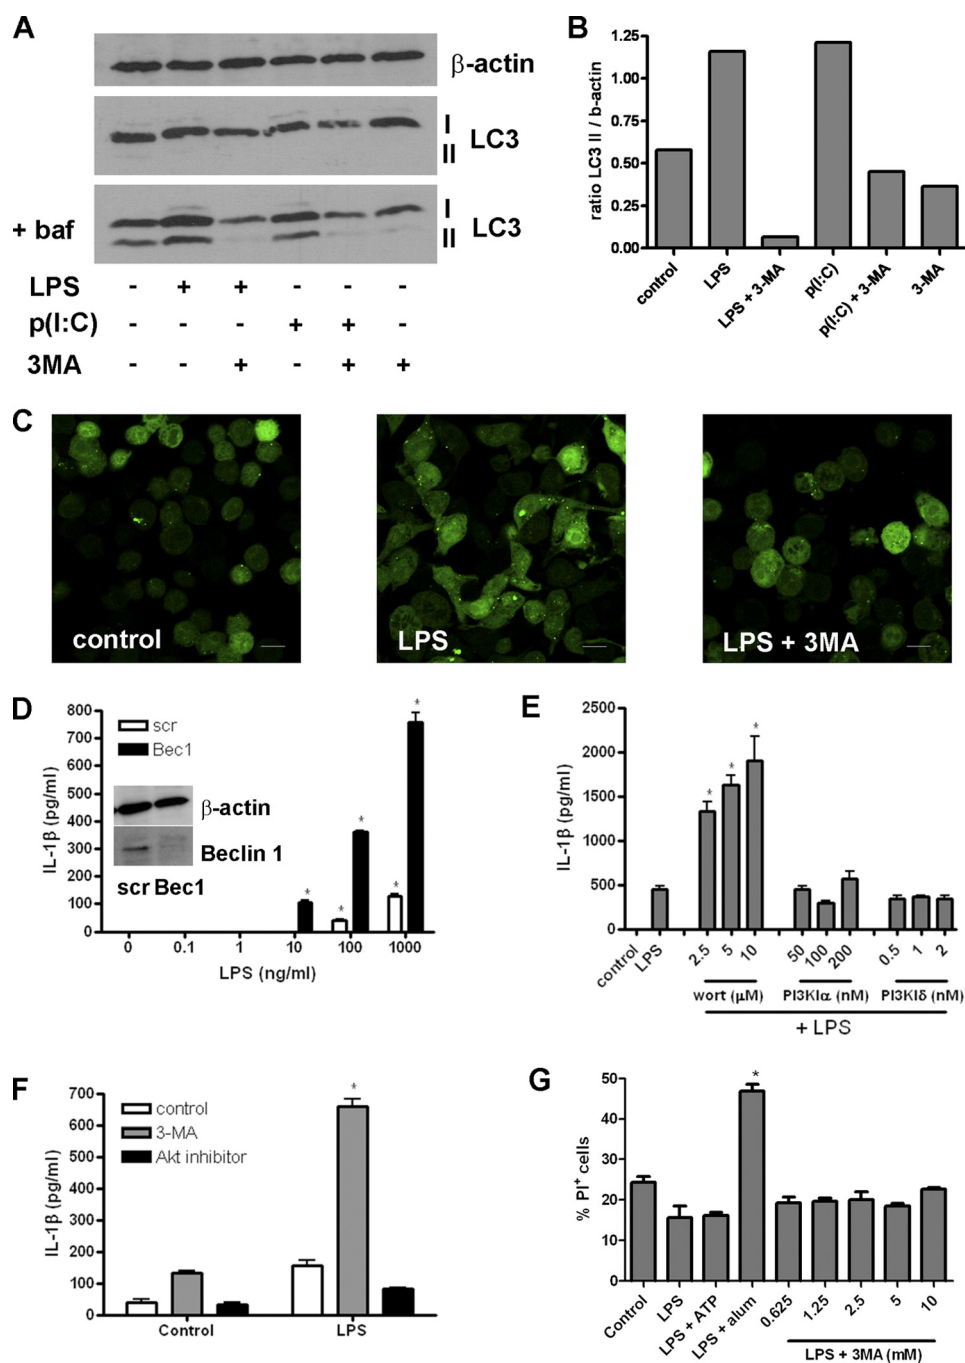 A
β-actin
I
II
LC3
+ baf
I
II
LC3
LPS - + + - - -
p(I:C) - - - + + -
3MA - - + - + +
B
ratio LC3 II / b-actin
1.25
1.00
0.75
0.50
0.25
0.00
control
LPS
LPS + 3-MA
p(I:C)
p(I:C) + 3-MA
3-MA
C
control
LPS
LPS + 3MA
D
IL-1β (pg/ml)
800
700
600
500
400
300
200
100
0
scr
Bec1
β-actin
Beclin 1
scr Bec1
* * * * *
0 0.1 1 10 100 1000
LPS (ng/ml)
E
IL-1β (pg/ml)
2500
2000
1500
1000
500
0
* * *
control
LPS
2.5 5 10
50 100 200
0.5 1 2
wort (µM) PI3KIα (nM) PI3KIδ (nM)
+ LPS
F
IL-1β (pg/ml)
700
600
500
400
300
200
100
0
control
3-MA
Akt inhibitor
*
Control LPS
G
% PI⁺ cells
50
40
30
20
10
0
*
Control
LPS
LPS + ATP
LPS + alum
0.625
1.25
2.5
5
10
LPS + 3MA (mM)